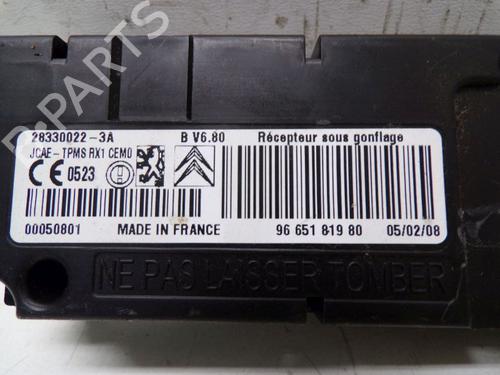 28330022-3A B V6.80 Récepteur sous gonflage
JCAE-TPMS RX1 CEM0
CE 0523
00050801 MADE IN FRANCE 96 651 819 80 05/02/08
NE PAS LAISSER TOMBER
B-PARTS